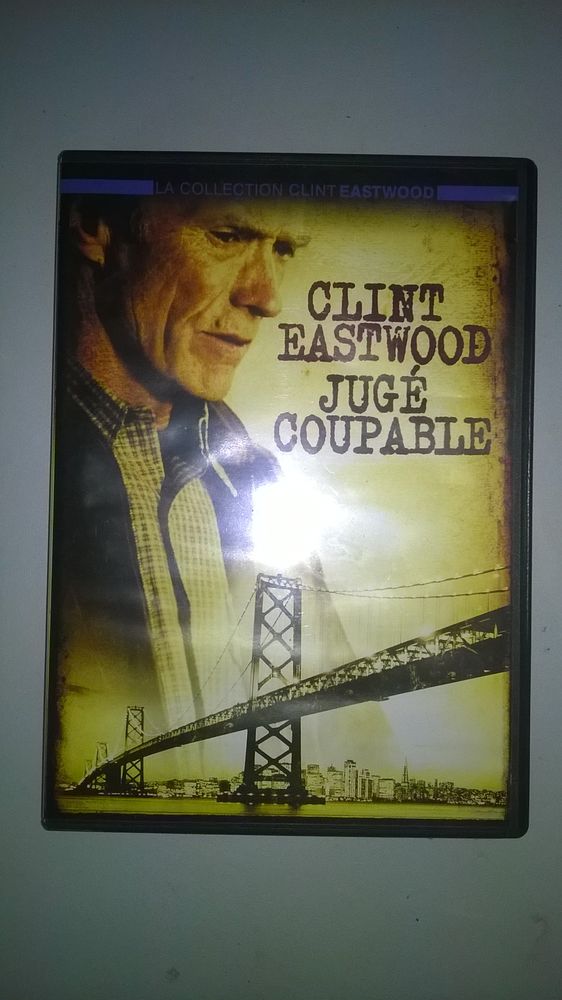 LA COLLECTION CLINT EASTWOOD
CLINT
EASTWOOD
JUGÉ
COUPABLE